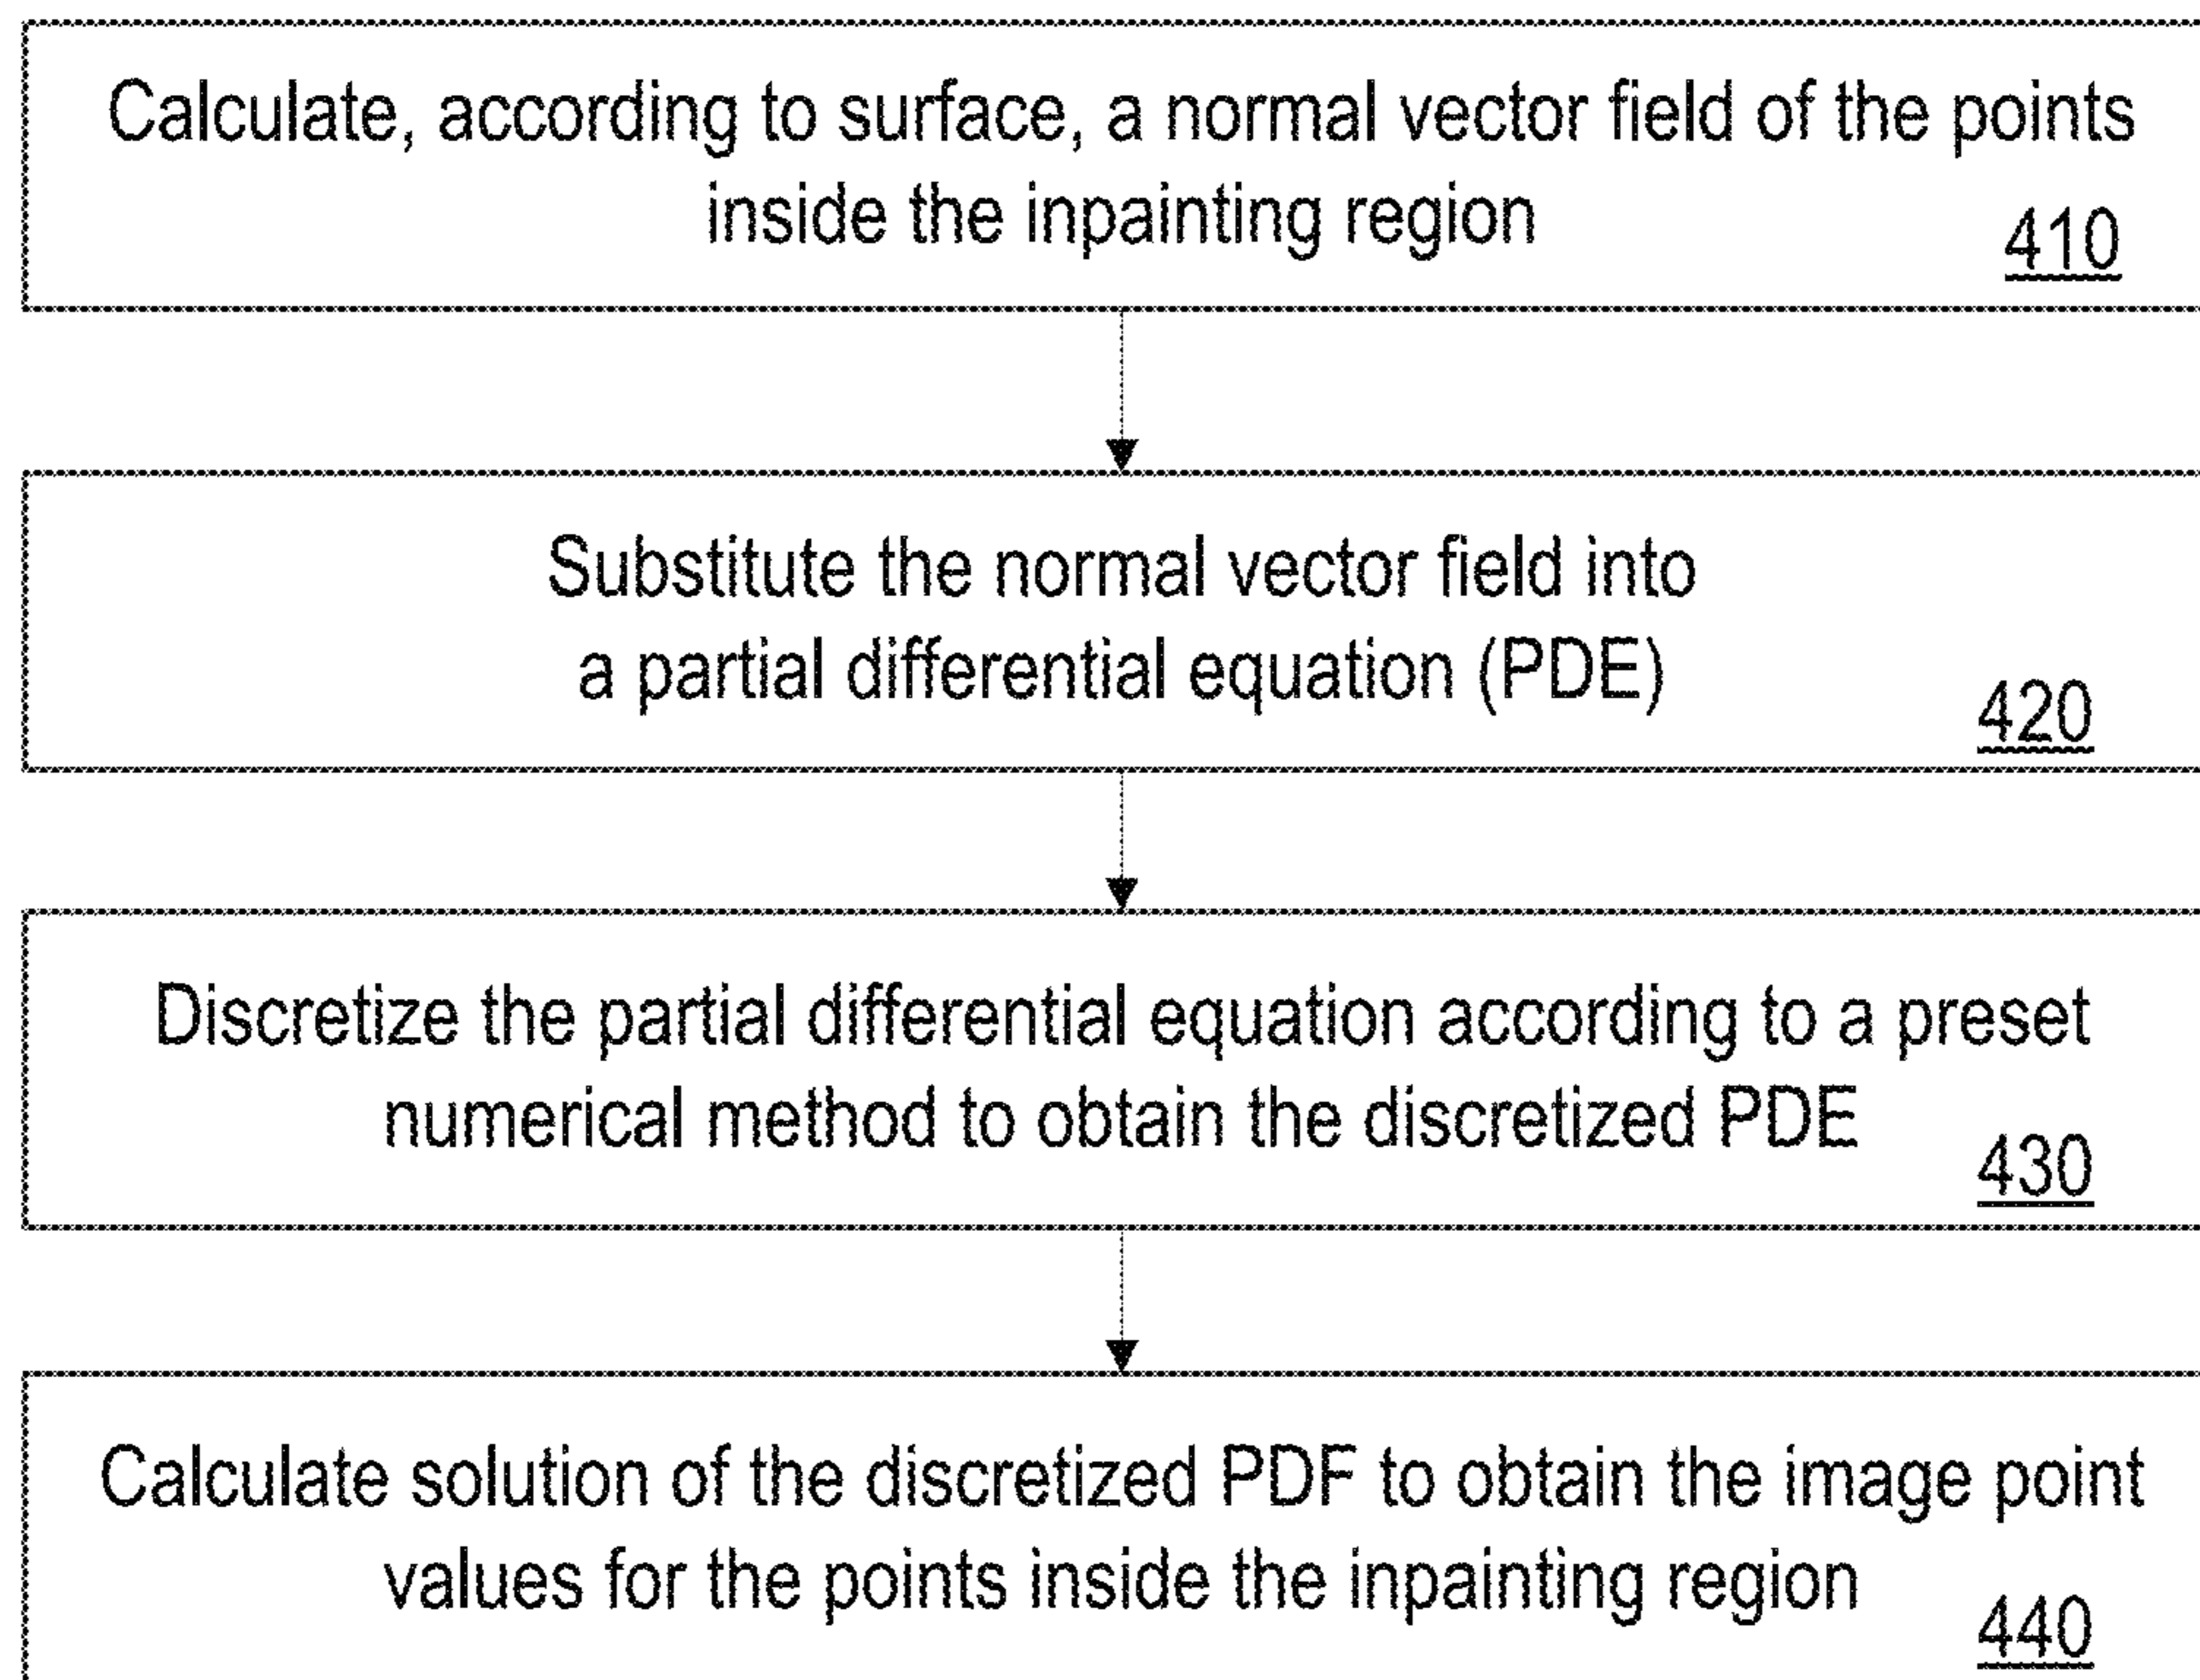 Calculate, according to surface, a normal vector field of the points
inside the inpainting region
410
Substitute the normal vector field into
a partial differential equation (PDE)
420
Discretize the partial differential equation according to a preset
numerical method to obtain the discretized PDE
430
Calculate solution of the discretized PDF to obtain the image point
values for the points inside the inpainting region
440